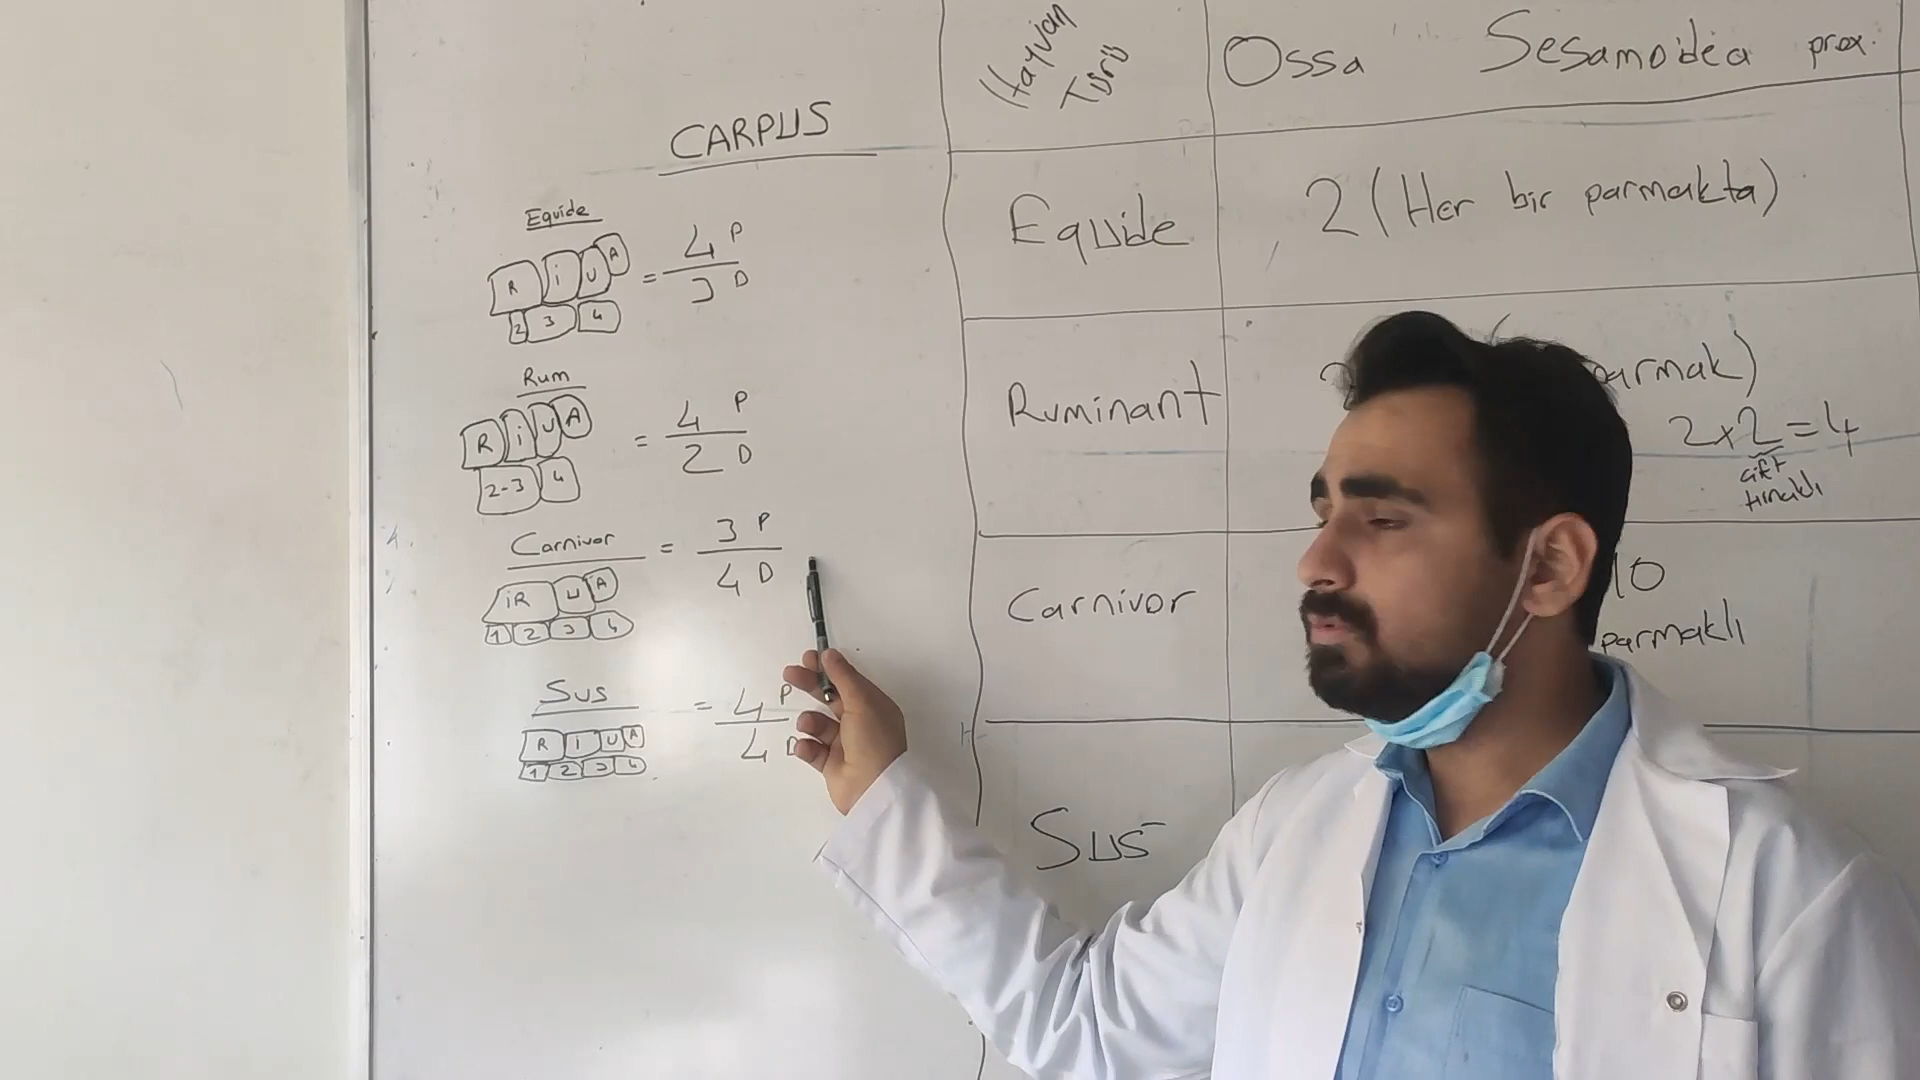 CARPUS
Equide
R İ U A
2 3 4
= 4 P
3 D
Rum
R İ U A
2-3 4
= 4 P
2 D
Carnivor
İR U A
1 2 3 4
= 3 P
4 D
Sus
R İ U A
1 2 3 4
= 4 P
4 D
Hayvan
Türü
Ossa Sesamoidea prox.
Equide
2 (Her bir parmakta)
Ruminant
parmak)
2x2=4
çift
tırnaklı
Carnivor
10
parmaklı
Sus